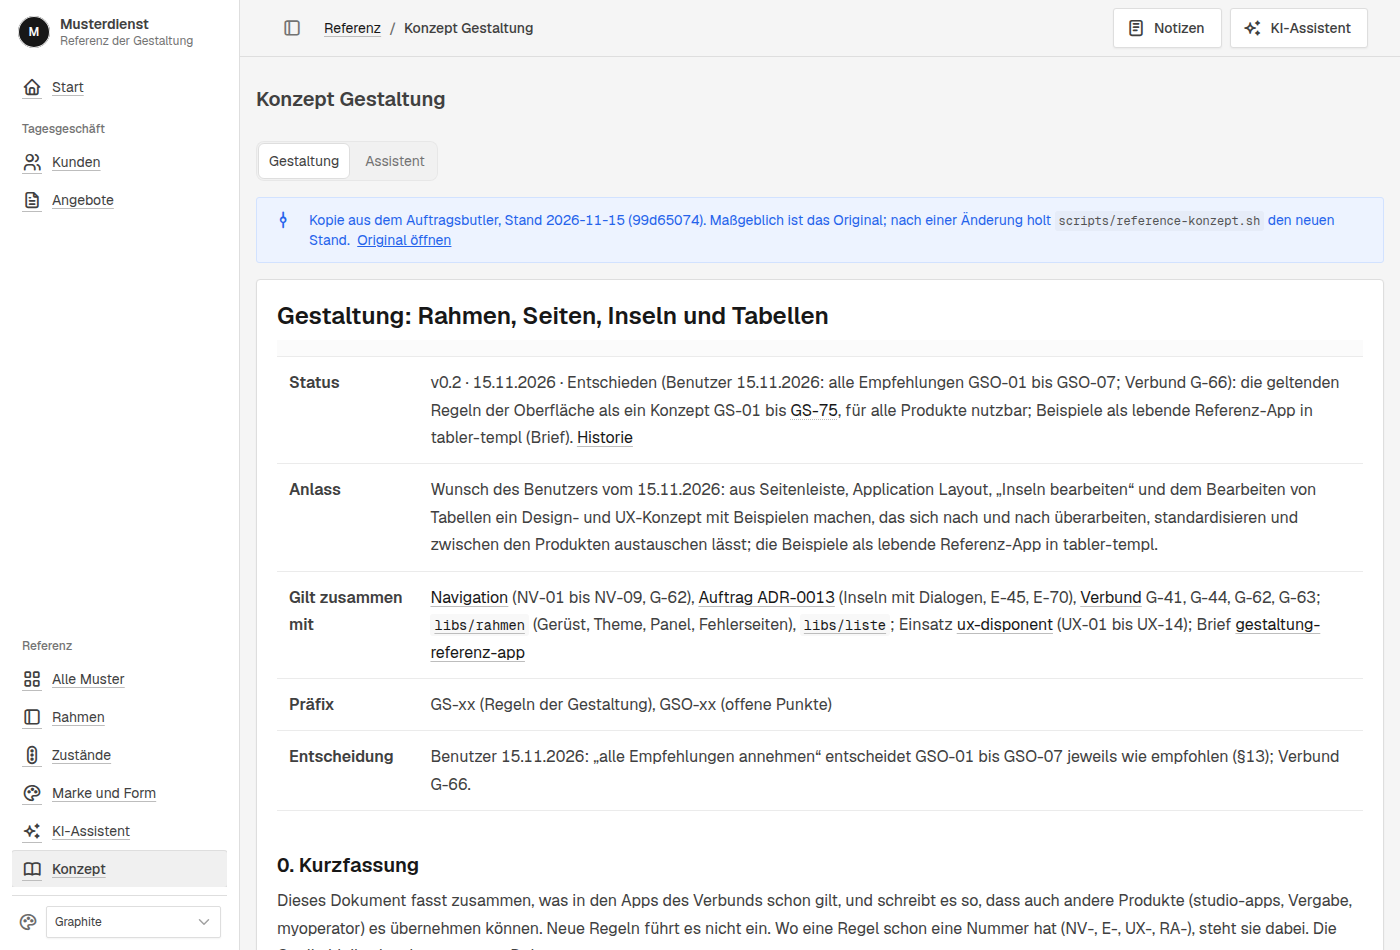 M
Musterdienst
Referenz der Gestaltung
Start
Tagesgeschäft
Kunden
Angebote
Referenz
Alle Muster
Rahmen
Zustände
Marke und Form
KI-Assistent
Konzept
Graphite
Referenz / Konzept Gestaltung
Notizen
KI-Assistent
Konzept Gestaltung
Gestaltung
Assistent
Kopie aus dem Auftragsbutler, Stand 2026-11-15 (99d65074). Maßgeblich ist das Original; nach einer Änderung holt scripts/reference-konzept.sh den neuen
Stand. Original öffnen
Gestaltung: Rahmen, Seiten, Inseln und Tabellen
Status
v0.2 · 15.11.2026 · Entschieden (Benutzer 15.11.2026: alle Empfehlungen GSO-01 bis GSO-07; Verbund G-66): die geltenden
Regeln der Oberfläche als ein Konzept GS-01 bis GS-75, für alle Produkte nutzbar; Beispiele als lebende Referenz-App in
tabler-templ (Brief). Historie
Anlass
Wunsch des Benutzers vom 15.11.2026: aus Seitenleiste, Application Layout, „Inseln bearbeiten“ und dem Bearbeiten von
Tabellen ein Design- und UX-Konzept mit Beispielen machen, das sich nach und nach überarbeiten, standardisieren und
zwischen den Produkten austauschen lässt; die Beispiele als lebende Referenz-App in tabler-templ.
Gilt zusammen
mit
Navigation (NV-01 bis NV-09, G-62), Auftrag ADR-0013 (Inseln mit Dialogen, E-45, E-70), Verbund G-41, G-44, G-62, G-63;
libs/rahmen (Gerüst, Theme, Panel, Fehlerseiten), libs/liste ; Einsatz ux-disponent (UX-01 bis UX-14); Brief gestaltung-
referenz-app
Präfix
GS-xx (Regeln der Gestaltung), GSO-xx (offene Punkte)
Entscheidung
Benutzer 15.11.2026: „alle Empfehlungen annehmen“ entscheidet GSO-01 bis GSO-07 jeweils wie empfohlen (§13); Verbund
G-66.
0. Kurzfassung
Dieses Dokument fasst zusammen, was in den Apps des Verbunds schon gilt, und schreibt es so, dass auch andere Produkte (studio-apps, Vergabe,
myoperator) es übernehmen können. Neue Regeln führt es nicht ein. Wo eine Regel schon eine Nummer hat (NV-, E-, UX-, RA-), steht sie dabei. Die